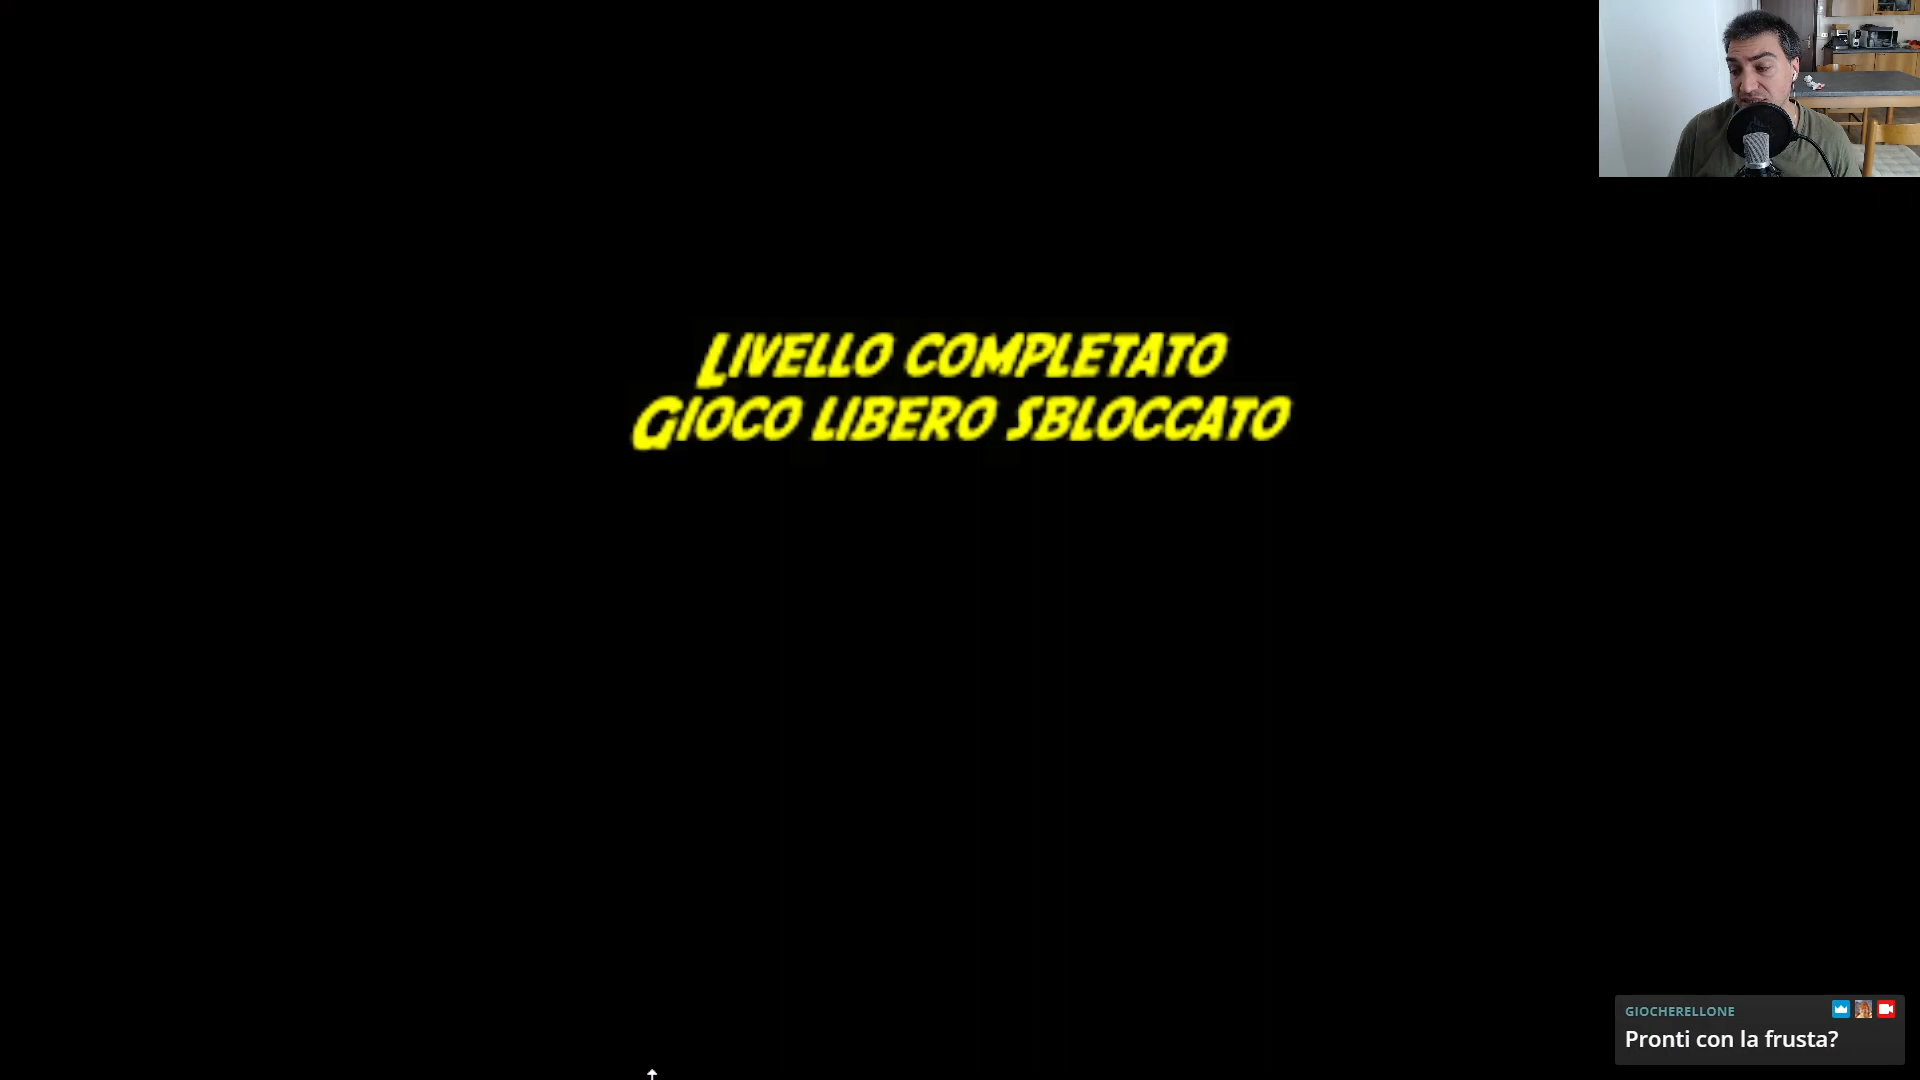 Livello completato
Gioco libero sbloccato
GIOCHERELLONE
Pronti con la frusta?